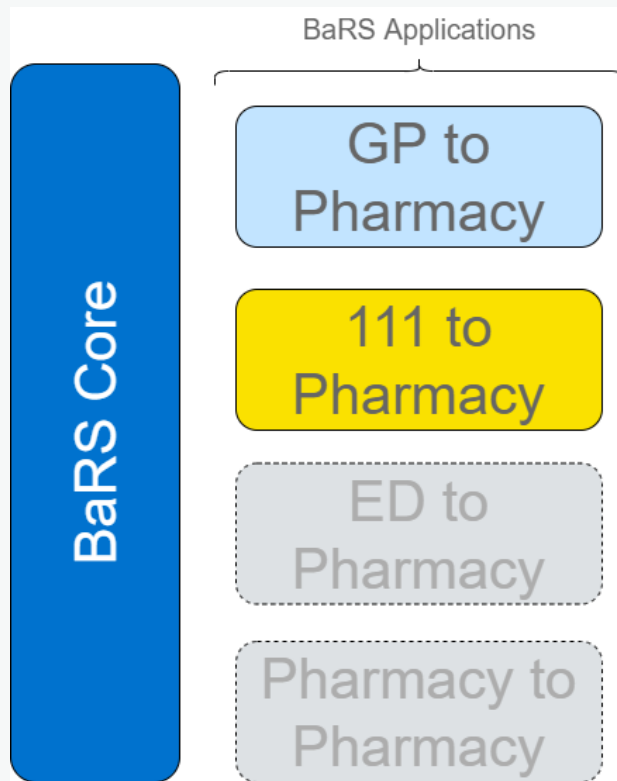 BaRS Applications
BaRS Core
GP to
Pharmacy
111 to
Pharmacy
ED to
Pharmacy
Pharmacy to
Pharmacy